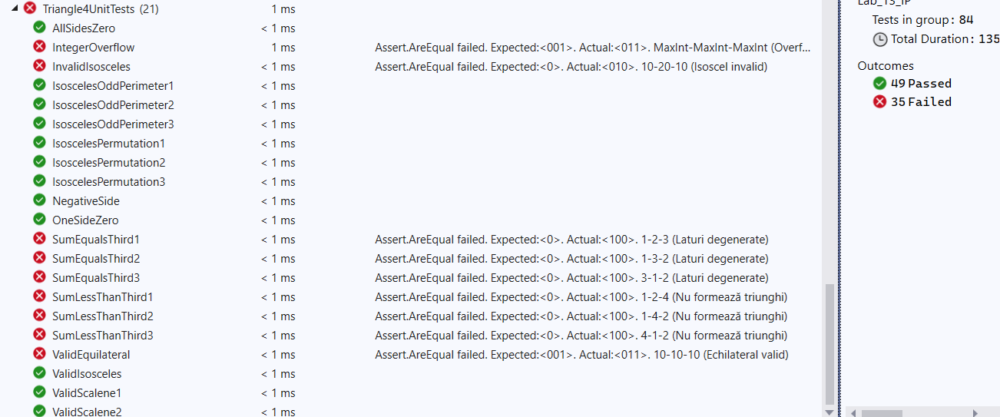 Triangle4UnitTests (21) 1 ms
AllSidesZero < 1 ms
IntegerOverflow 1 ms Assert.AreEqual failed. Expected:<001>. Actual:<011>. MaxInt-MaxInt-MaxInt (Overf...
InvalidIsosceles < 1 ms Assert.AreEqual failed. Expected:<0>. Actual:<010>. 10-20-10 (Isoscel invalid)
IsoscelesOddPerimeter1 < 1 ms
IsoscelesOddPerimeter2 < 1 ms
IsoscelesOddPerimeter3 < 1 ms
IsoscelesPermutation1 < 1 ms
IsoscelesPermutation2 < 1 ms
IsoscelesPermutation3 < 1 ms
NegativeSide < 1 ms
OneSideZero < 1 ms
SumEqualsThird1 < 1 ms Assert.AreEqual failed. Expected:<0>. Actual:<100>. 1-2-3 (Laturi degenerate)
SumEqualsThird2 < 1 ms Assert.AreEqual failed. Expected:<0>. Actual:<100>. 1-3-2 (Laturi degenerate)
SumEqualsThird3 < 1 ms Assert.AreEqual failed. Expected:<0>. Actual:<100>. 3-1-2 (Laturi degenerate)
SumLessThanThird1 < 1 ms Assert.AreEqual failed. Expected:<0>. Actual:<100>. 1-2-4 (Nu formează triunghi)
SumLessThanThird2 < 1 ms Assert.AreEqual failed. Expected:<0>. Actual:<100>. 1-4-2 (Nu formează triunghi)
SumLessThanThird3 < 1 ms Assert.AreEqual failed. Expected:<0>. Actual:<100>. 4-1-2 (Nu formează triunghi)
ValidEquilateral < 1 ms Assert.AreEqual failed. Expected:<001>. Actual:<011>. 10-10-10 (Echilateral valid)
ValidIsosceles < 1 ms
ValidScalene1 < 1 ms
ValidScalene2 < 1 ms
Lab_TS_IP
Tests in group: 84
Total Duration: 135
Outcomes
49 Passed
35 Failed